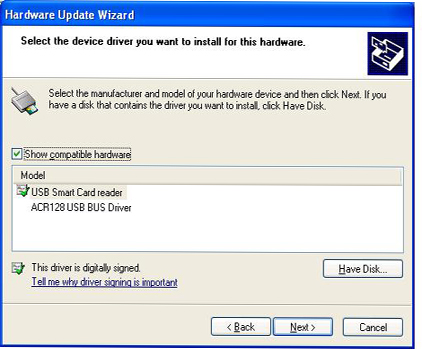 Hardware Update Wizard
Select the device driver you want to install for this hardware.
Select the manufacturer and model of your hardware device and then click Next. If you
have a disk that contains the driver you want to install, click Have Disk.
Show compatible hardware
Model
USB Smart Card reader
ACR128 USB BUS Driver
This driver is digitally signed.
Tell me why driver signing is important
Have Disk...
< Back
Next >
Cancel